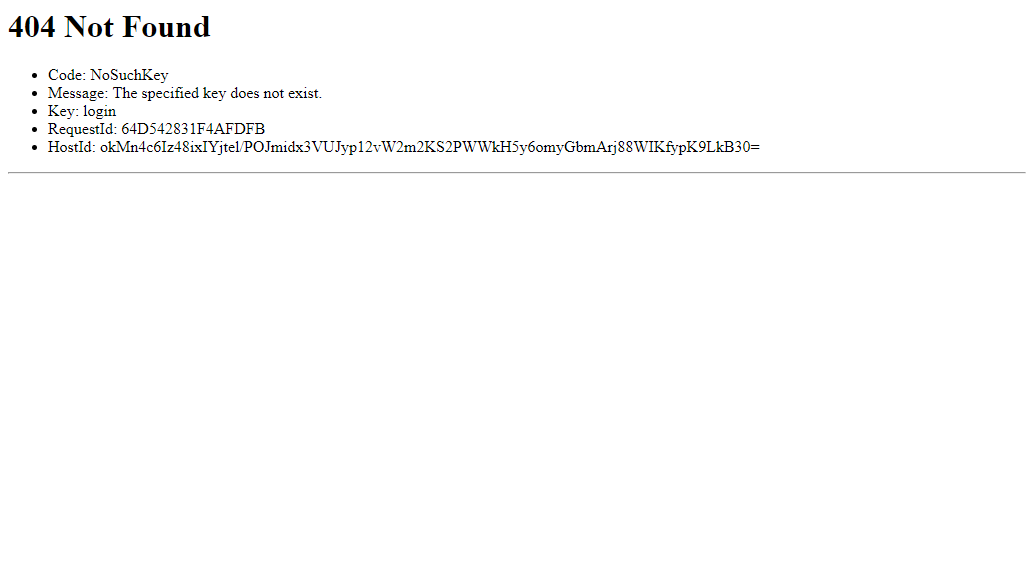 404 Not Found
Code: NoSuchKey
Message: The specified key does not exist.
Key: login
RequestId: 64D542831F4AFDFB
HostId: okMn4c6Iz48ixIYjtel/POJmidx3VUJyp12vW2m2KS2PWWkH5y6omyGbmArj88WIKfypK9LkB30=